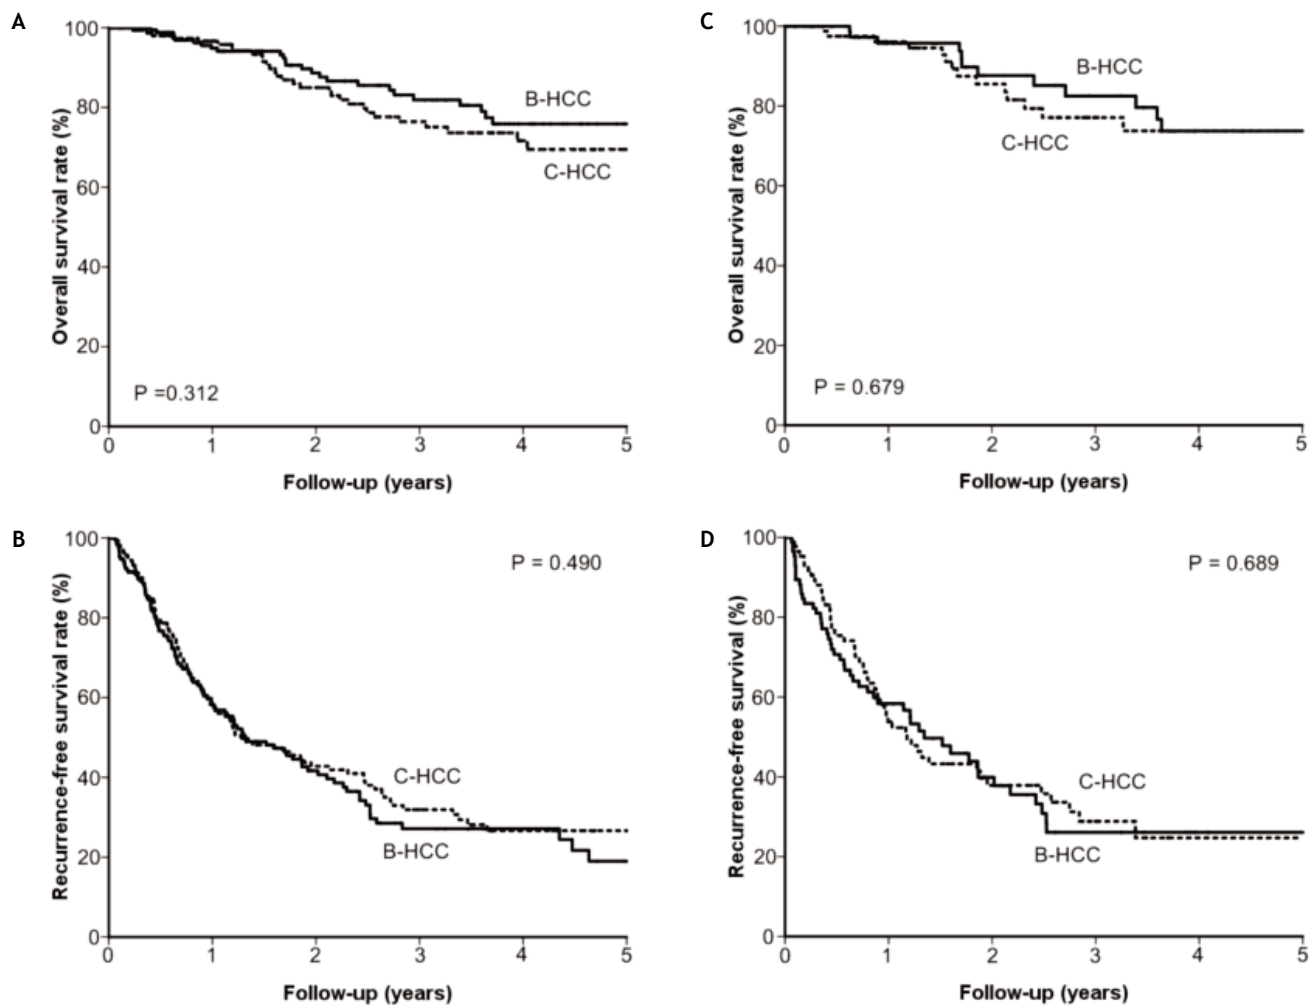 A
Overall survival rate (%)
100
80
60
40
20
0
B-HCC
C-HCC
P =0.312
0 1 2 3 4 5
Follow-up (years)
C
Overall survival rate (%)
100
80
60
40
20
0
B-HCC
C-HCC
P = 0.679
0 1 2 3 4 5
Follow-up (years)
B
Recurrence-free survival rate (%)
100
80
60
40
20
0
P = 0.490
C-HCC
B-HCC
0 1 2 3 4 5
Follow-up (years)
D
Recurrence-free survival (%)
100
80
60
40
20
0
P = 0.689
C-HCC
B-HCC
0 1 2 3 4 5
Follow-up (years)